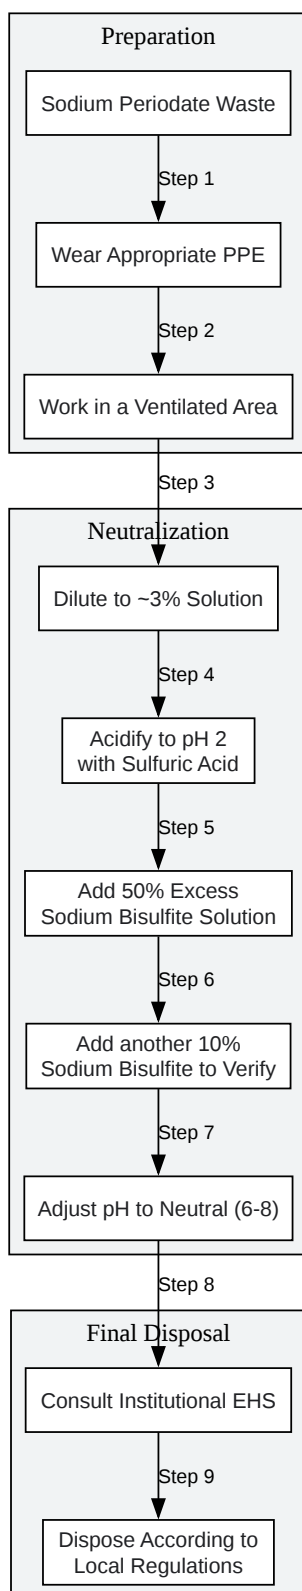 Preparation
Sodium Periodate Waste
Step 1
Wear Appropriate PPE
Step 2
Work in a Ventilated Area
Step 3
Neutralization
Dilute to ~3% Solution
Step 4
Acidify to pH 2
with Sulfuric Acid
Step 5
Add 50% Excess
Sodium Bisulfite Solution
Step 6
Add another 10%
Sodium Bisulfite to Verify
Step 7
Adjust pH to Neutral (6-8)
Step 8
Final Disposal
Consult Institutional EHS
Step 9
Dispose According to
Local Regulations